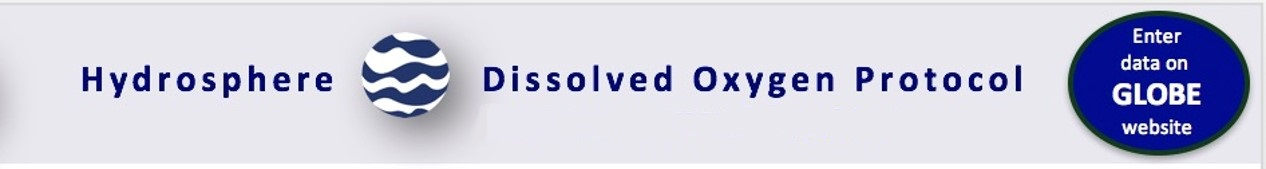 Hydrosphere Dissolved Oxygen Protocol
Enter
data on
GLOBE
website